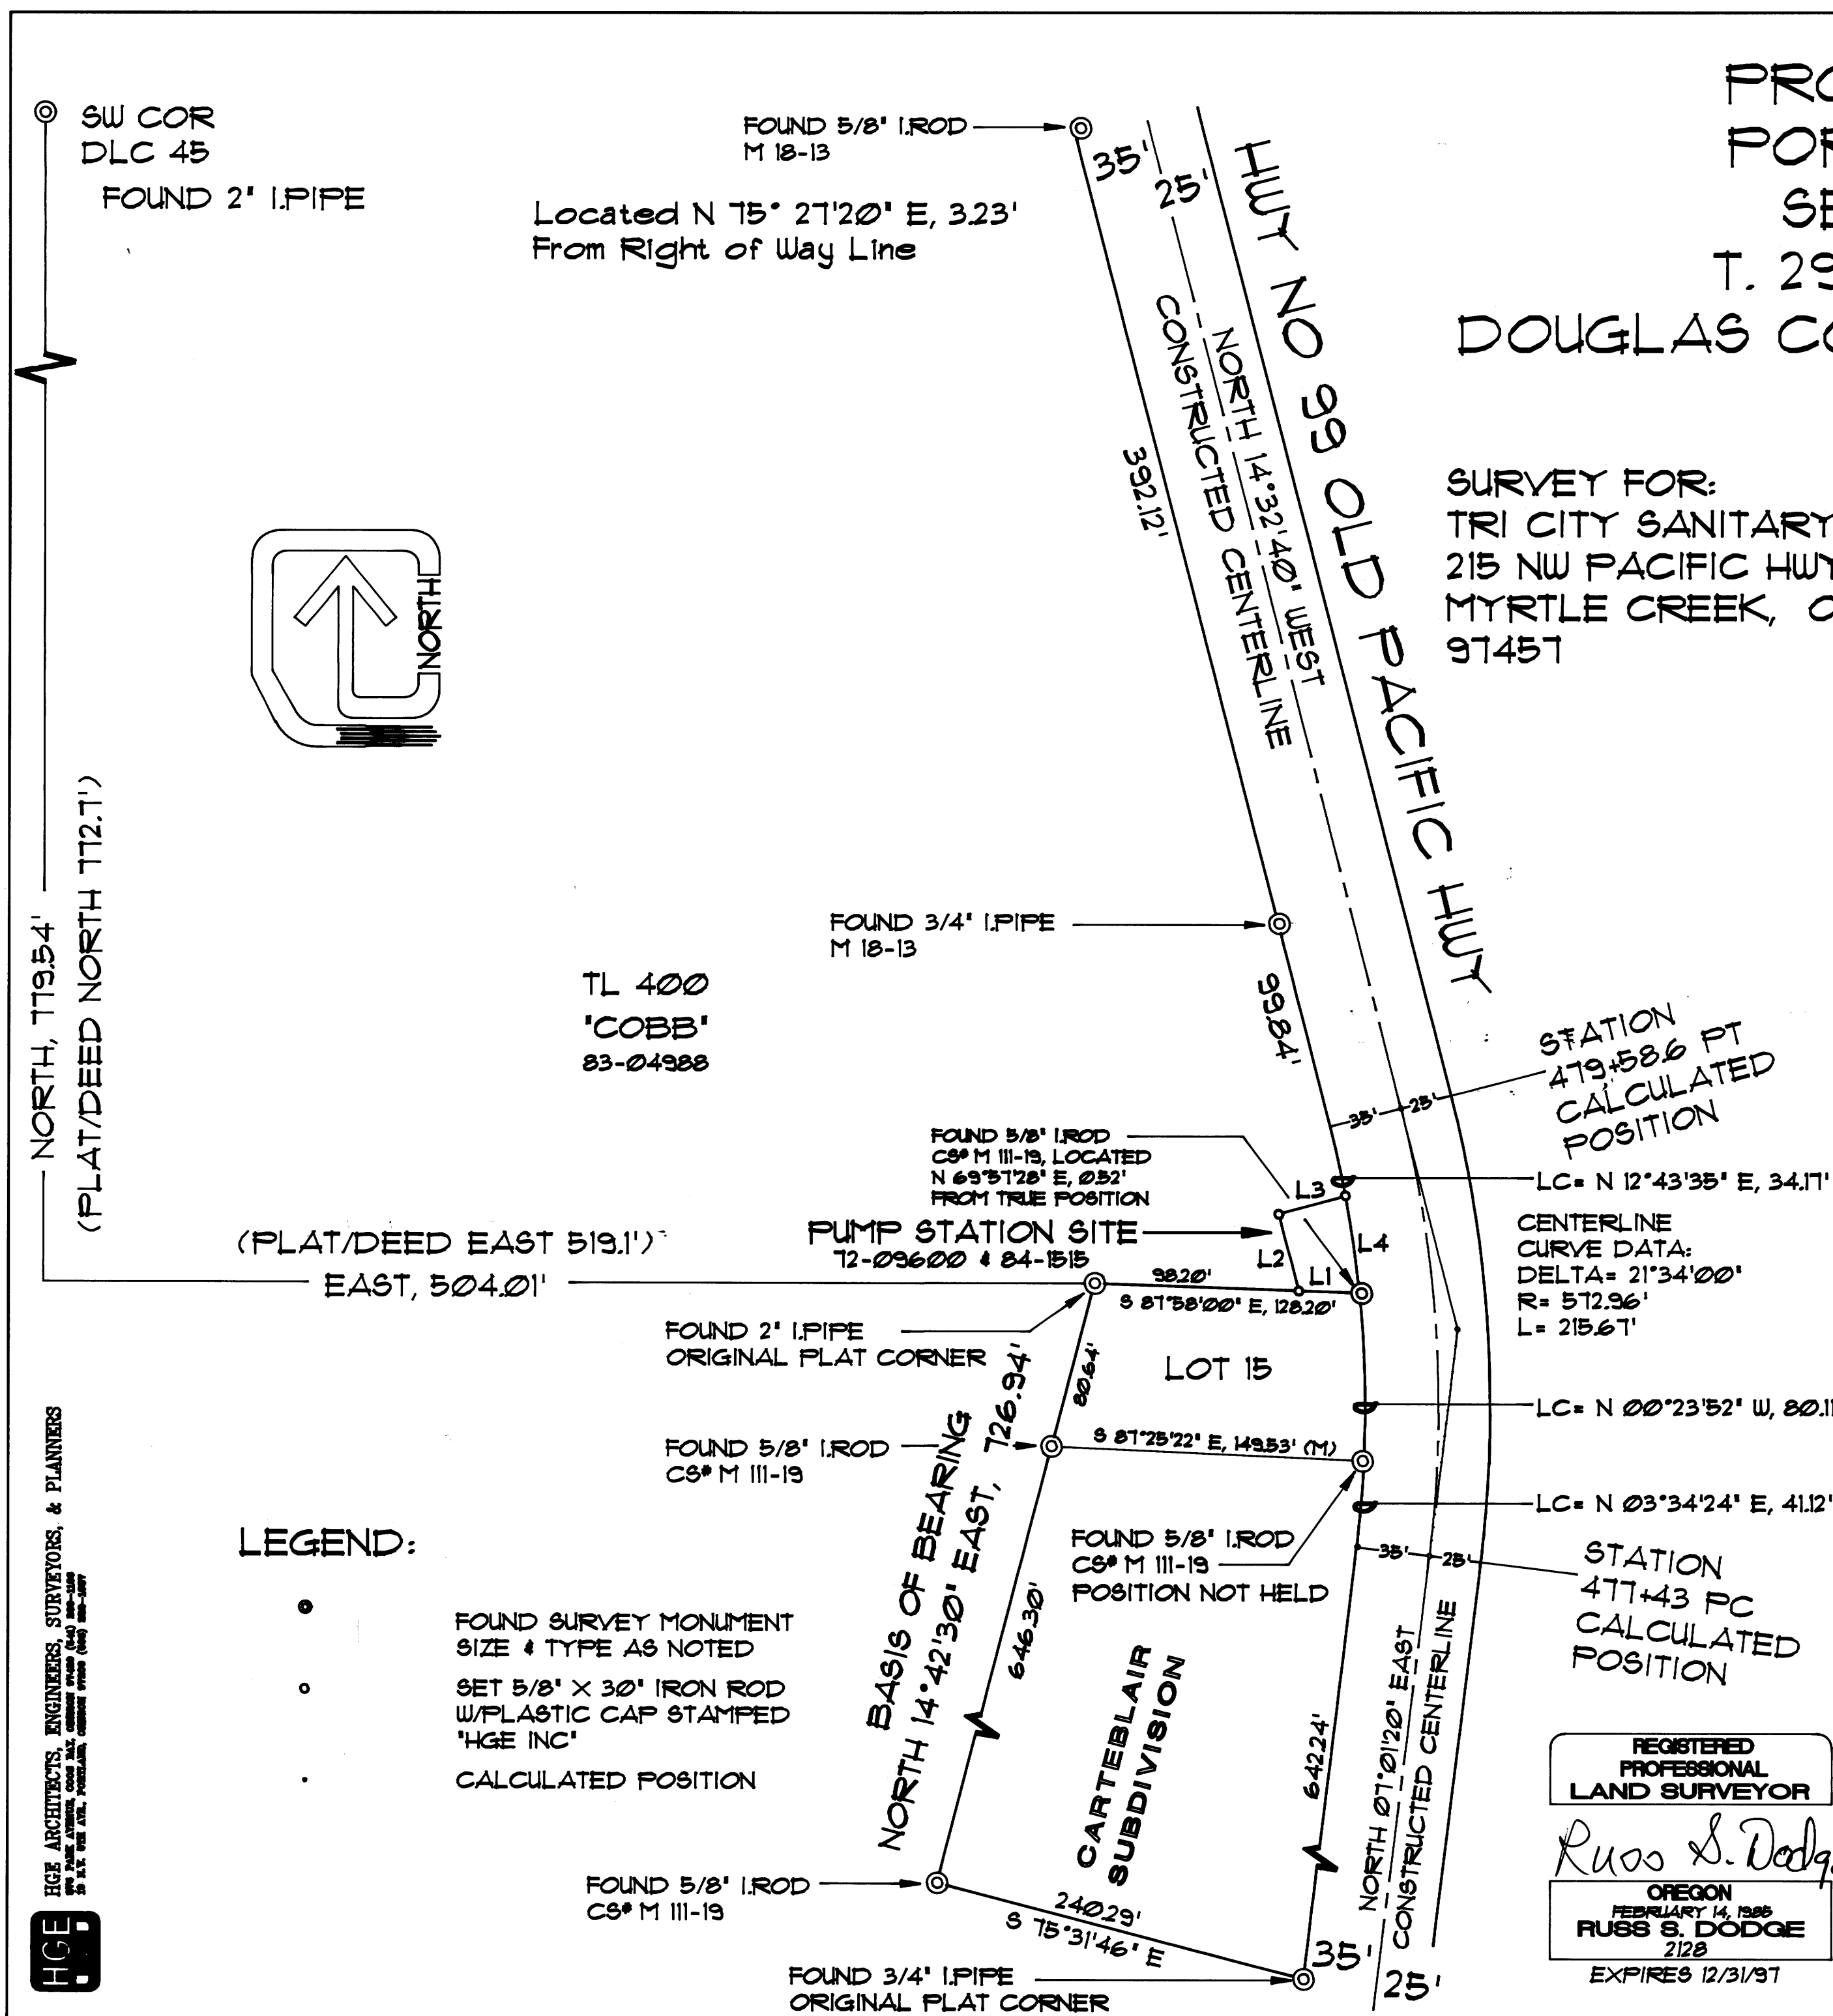 SW COR
DLC 45
FOUND 2" I.PIPE
FOUND 5/8" I.ROD
M 18-13
Located N 75° 27'20" E, 3.23'
From Right of Way Line
35'
25'
HWY NO 99 OLD PACIFIC HWY
NORTH 14°32'40" WEST
CONSTRUCTED CENTERLINE
392.12'
T. 29
DOUGLAS
SURVEY FOR:
TRI CITY SANITARY
215 NW PACIFIC HWY
MYRTLE CREEK,
97457
NORTH
NORTH, 779.54'
(PLAT/DEED NORTH 772.7')
FOUND 3/4" I.PIPE
M 18-13
TL 400
"COBB"
83-04988
99.84'
STATION
479+58.6 PT
CALCULATED
POSITION
35'
25'
FOUND 5/8" I.ROD
CS# M 111-19, LOCATED
N 69°57'28" E, 0.52'
FROM TRUE POSITION
L3
LC= N 12°43'35" E, 34.17'
PUMP STATION SITE
72-09600 & 84-1515
L2
L4
L1
CENTERLINE
CURVE DATA:
DELTA= 21°34'00"
R= 572.96'
L= 215.67'
(PLAT/DEED EAST 519.1')
EAST, 504.01'
98.20'
S 87°58'00" E, 128.20'
FOUND 2" I.PIPE
ORIGINAL PLAT CORNER
80.64'
LOT 15
LC= N 00°23'52" W, 80.11
FOUND 5/8" I.ROD
CS# M 111-19
S 87°25'22" E, 149.53' (M)
LC= N 03°34'24" E, 41.12'
BASIS OF BEARING
NORTH 14°42'30" EAST, 726.94'
646.30'
FOUND 5/8" I.ROD
CS# M 111-19
POSITION NOT HELD
35'
25'
STATION
477+43 PC
CALCULATED
POSITION
LEGEND:
FOUND SURVEY MONUMENT
SIZE & TYPE AS NOTED
SET 5/8" X 30" IRON ROD
W/PLASTIC CAP STAMPED
"HGE INC"
CALCULATED POSITION
CARTEBLAIR
SUBDIVISION
642.24'
NORTH 07°01'20" EAST
CONSTRUCTED CENTERLINE
FOUND 5/8" I.ROD
CS# M 111-19
240.29'
S 75°31'46" E
FOUND 3/4" I.PIPE
ORIGINAL PLAT CORNER
35'
25'
HGE ARCHITECTS, ENGINEERS, SURVEYORS, & PLANNERS
HGE
REGISTERED
PROFESSIONAL
LAND SURVEYOR
Russ S. Dodg
OREGON
FEBRUARY 14, 1985
RUSS S. DODGE
2128
EXPIRES 12/31/97